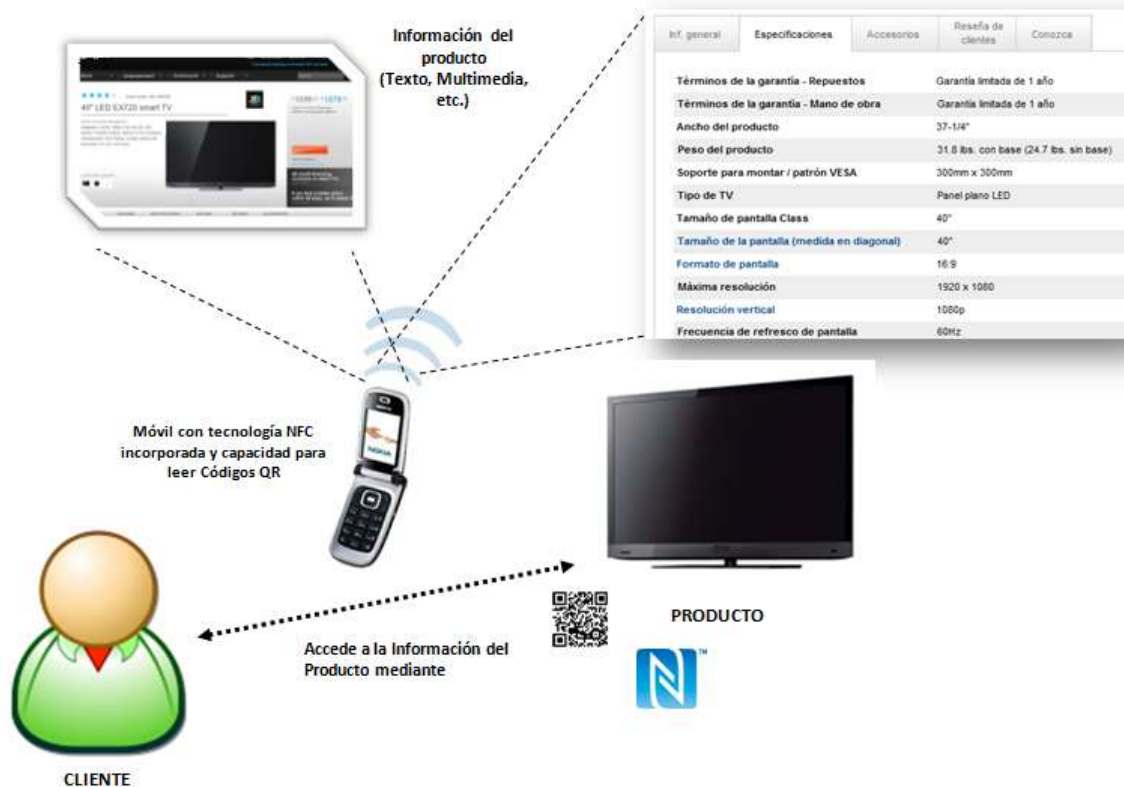 Información del
producto
(Texto, Multimedia,
etc.)
40" LED EX720 smart TV
Inf. general Especificaciones Accesorios Reseña de clientes Conozca
Términos de la garantía - Repuestos Garantía limitada de 1 año
Términos de la garantía - Mano de obra Garantía limitada de 1 año
Ancho del producto 37-1/4"
Peso del producto 31.8 lbs. con base (24.7 lbs. sin base)
Soporte para montar / patrón VESA 300mm x 300mm
Tipo de TV Panel plano LED
Tamaño de pantalla Class 40"
Tamaño de la pantalla (medida en diagonal) 40"
Formato de pantalla 16:9
Máxima resolución 1920 x 1080
Resolución vertical 1080p
Frecuencia de refresco de pantalla 60Hz
Móvil con tecnología NFC
incorporada y capacidad para
leer Códigos QR
NOKIA
PRODUCTO
Accede a la Información del
Producto mediante
TM
CLIENTE